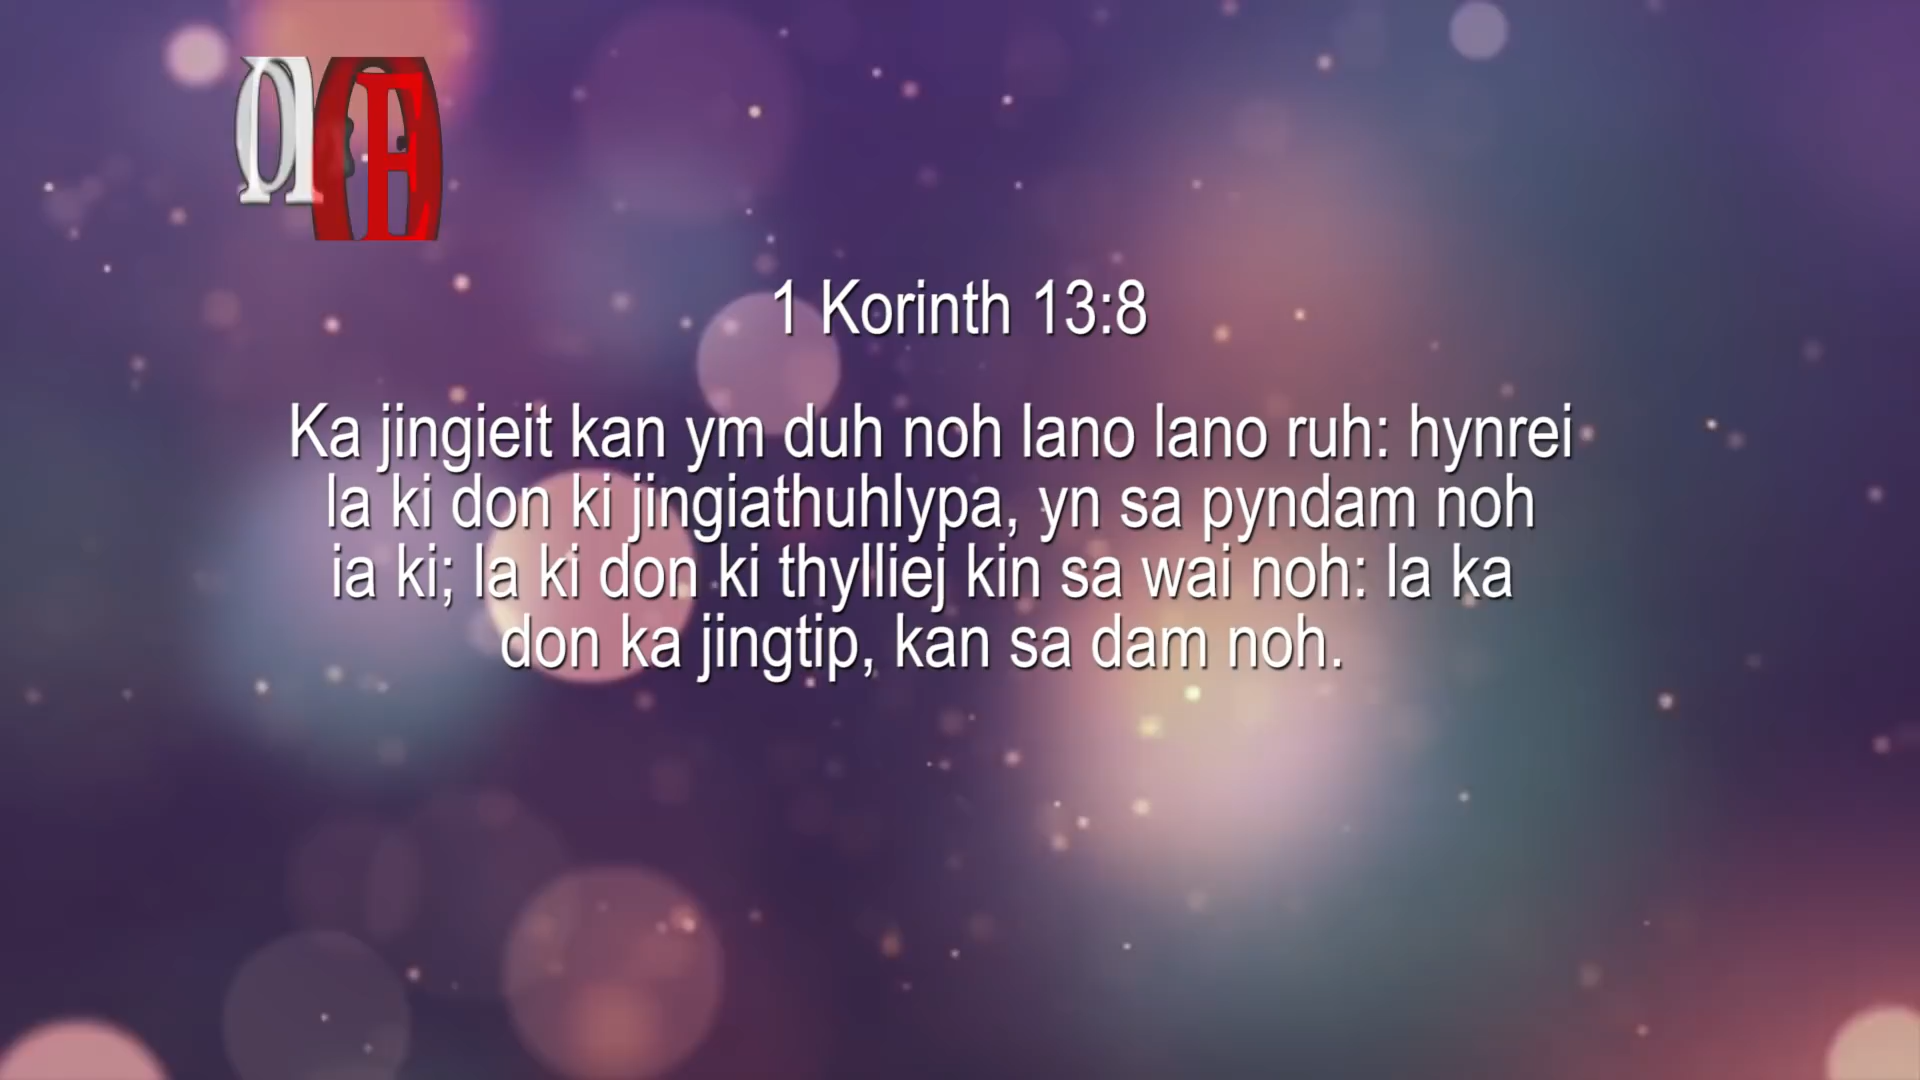 1 Korinth 13:8
Ka jingieit kan ym duh noh lano lano ruh: hynrei
la ki don ki jingiathuhlypa, yn sa pyndam noh
ia ki; la ki don ki thylliej kin sa wai noh: la ka
don ka jingtip, kan sa dam noh.